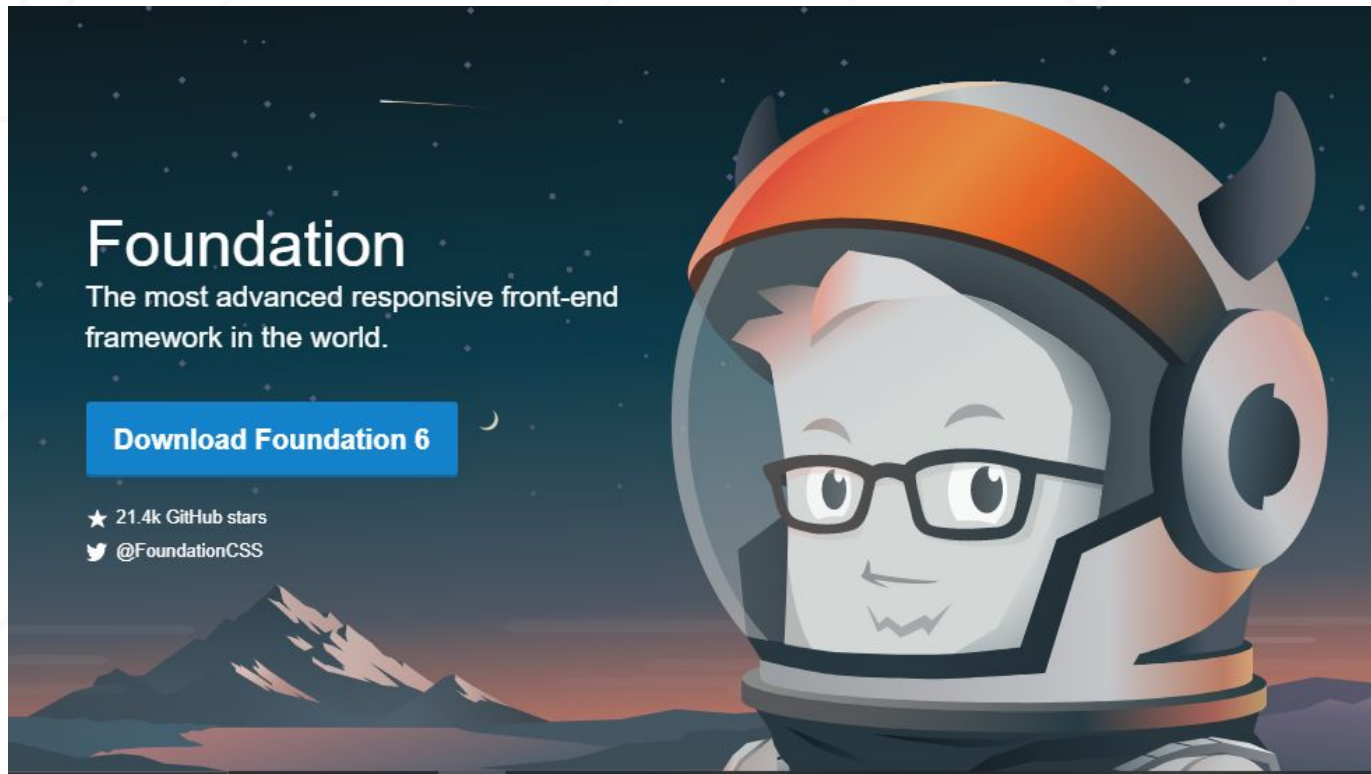 Foundation
The most advanced responsive front-end
framework in the world.
Download Foundation 6
21.4k GitHub stars
@FoundationCSS